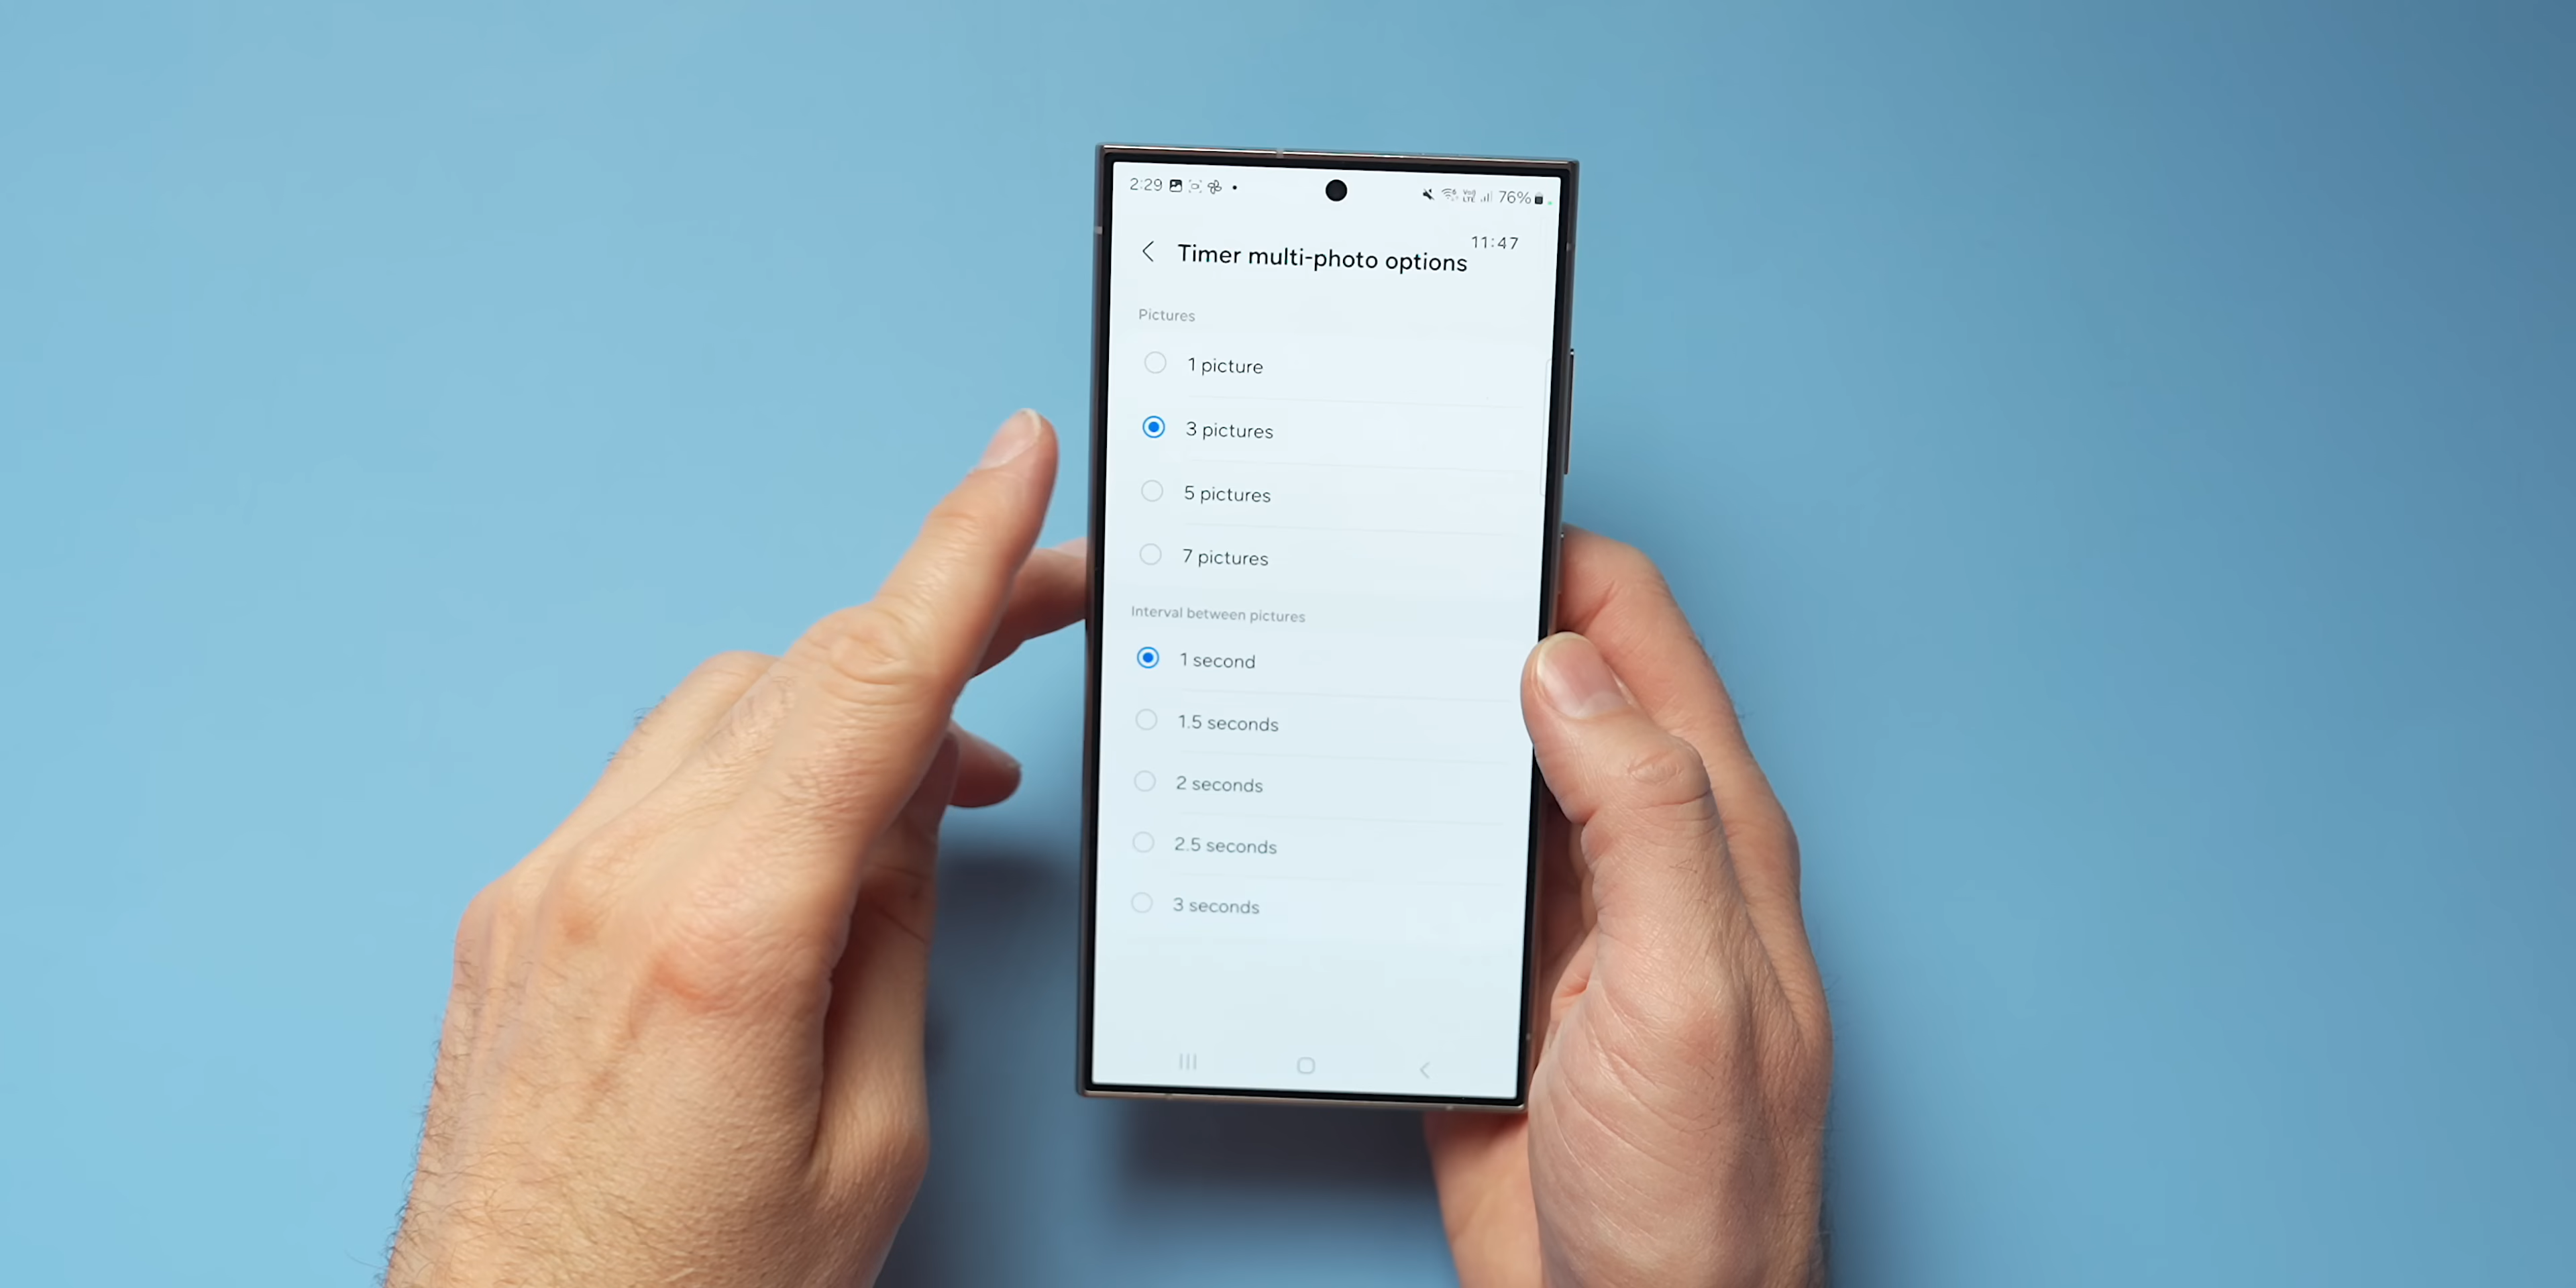 2:29
VoLTE 76%
11:47
Timer multi-photo options
Pictures
1 picture
3 pictures
5 pictures
7 pictures
Interval between pictures
1 second
1.5 seconds
2 seconds
2.5 seconds
3 seconds